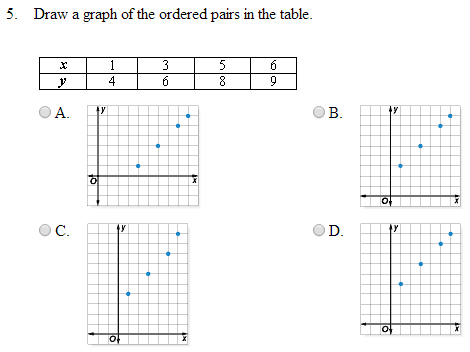 5. Draw a graph of the ordered pairs in the table.
x 1 3 5 6
y 4 6 8 9
A.
y
O
x
B.
y
O
x
C.
y
O
x
D.
y
O
x